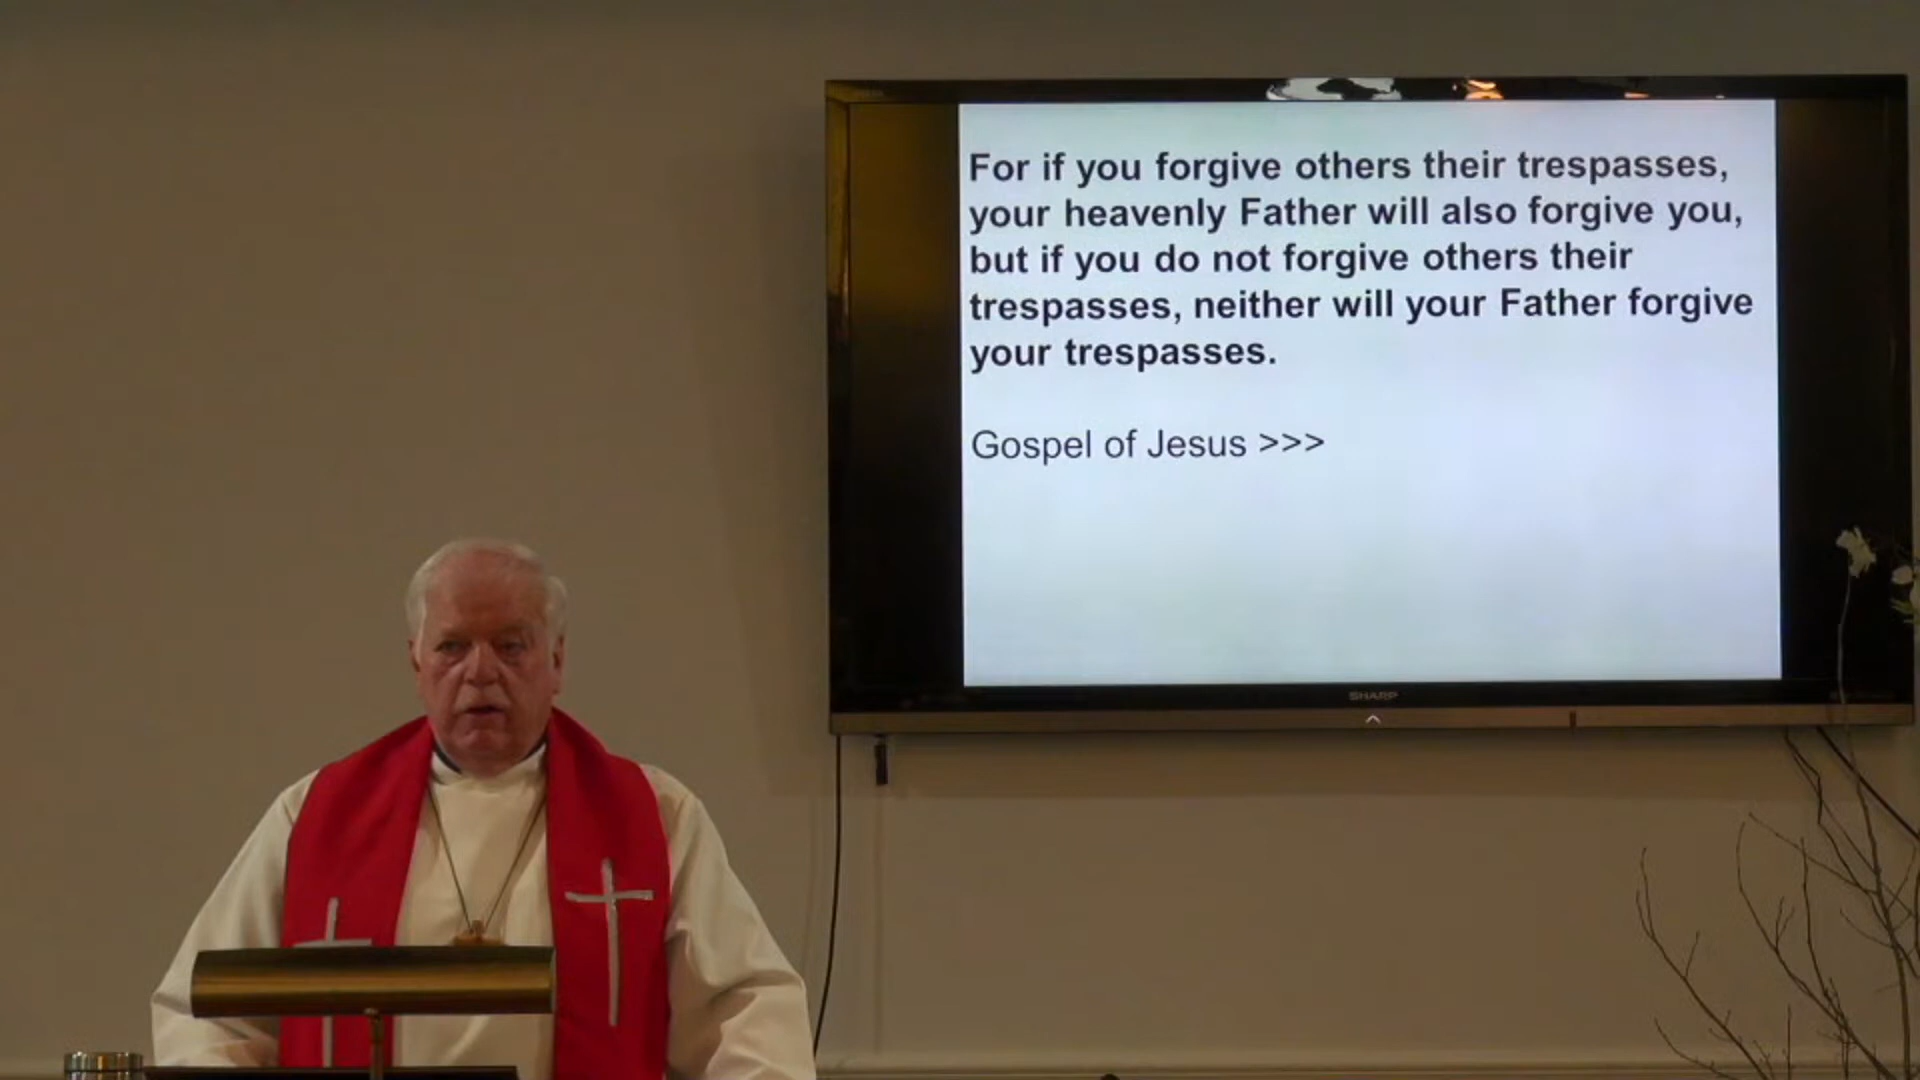 For if you forgive others their trespasses,
your heavenly Father will also forgive you,
but if you do not forgive others their
trespasses, neither will your Father forgive
your trespasses.
Gospel of Jesus >>>
SHARP